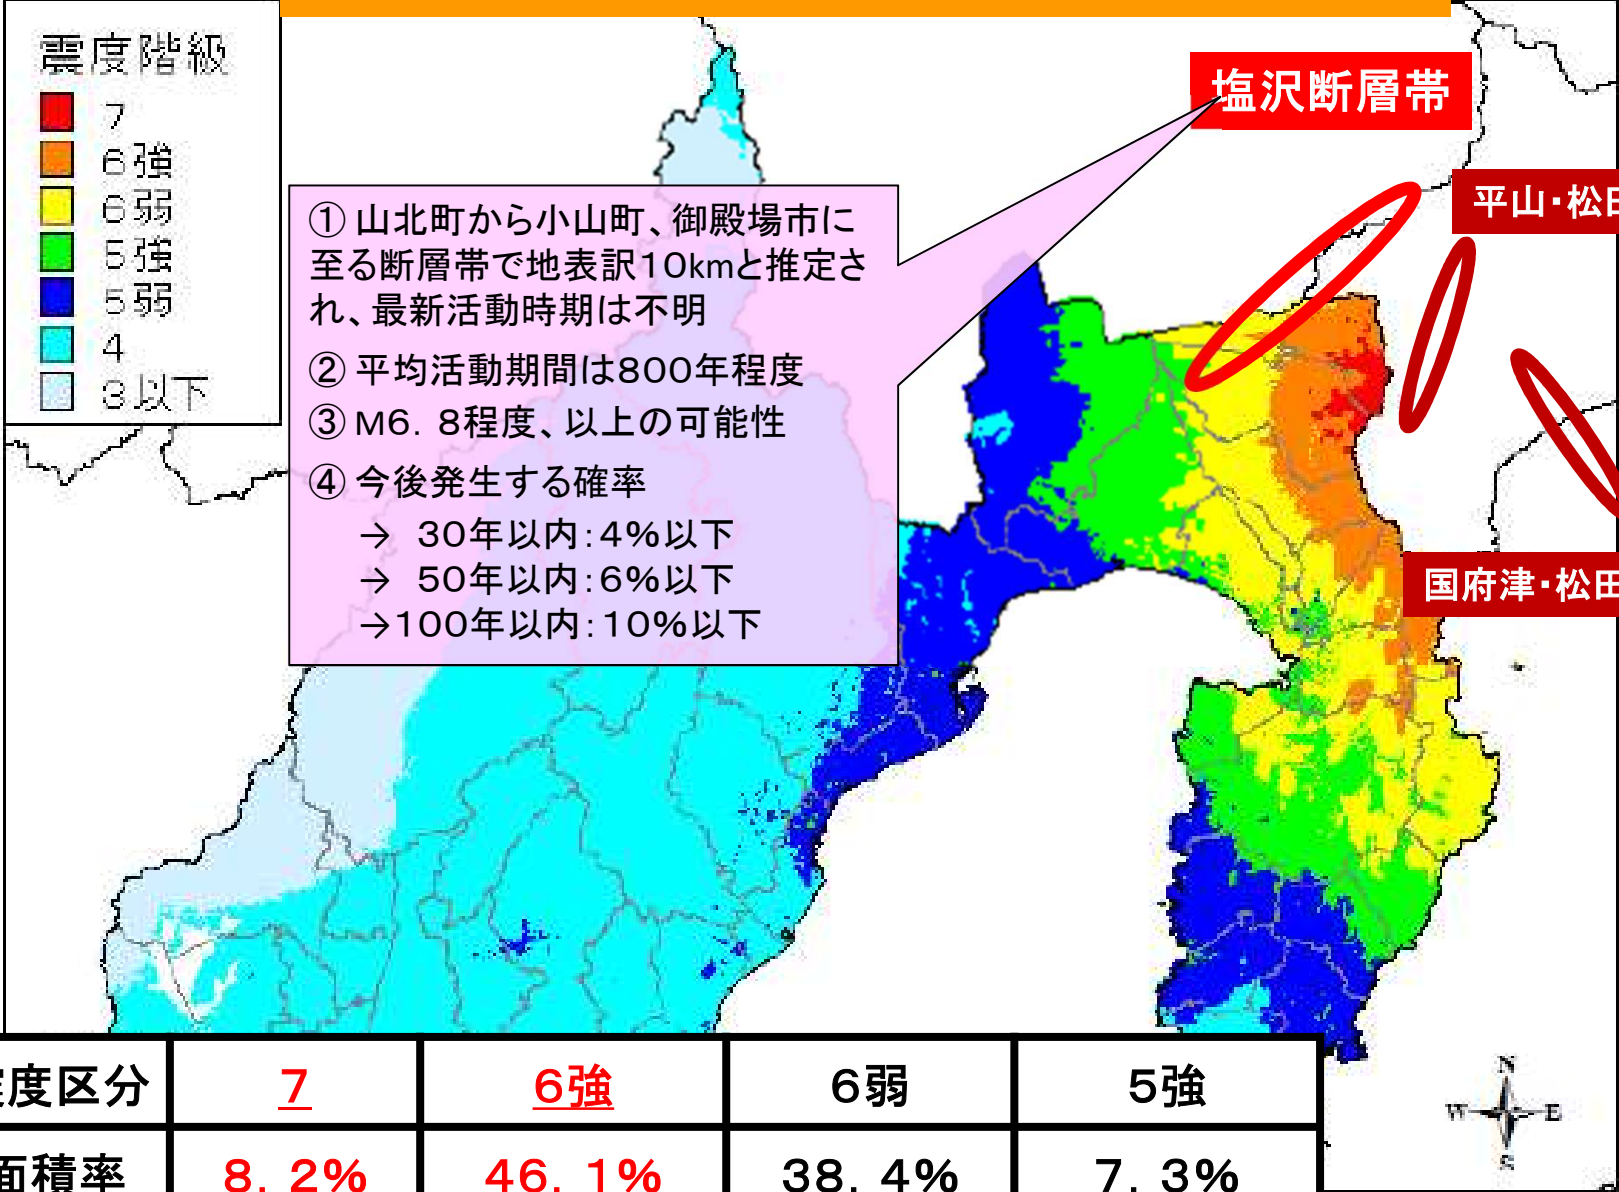 震度階級
7
6強
6弱
5強
5弱
4
3以下
塩沢断層帯
平山・松田
国府津・松田
① 山北町から小山町、御殿場市に
至る断層帯で地表訳10kmと推定さ
れ、最新活動時期は不明
② 平均活動期間は800年程度
③ M6．8程度、以上の可能性
④ 今後発生する確率
→ 30年以内：4％以下
→ 50年以内：6％以下
→100年以内：10％以下
N
W E
S
度区分 7 6強 6弱 5強
面積率 8．2% 46．1% 38．4% 7．3%